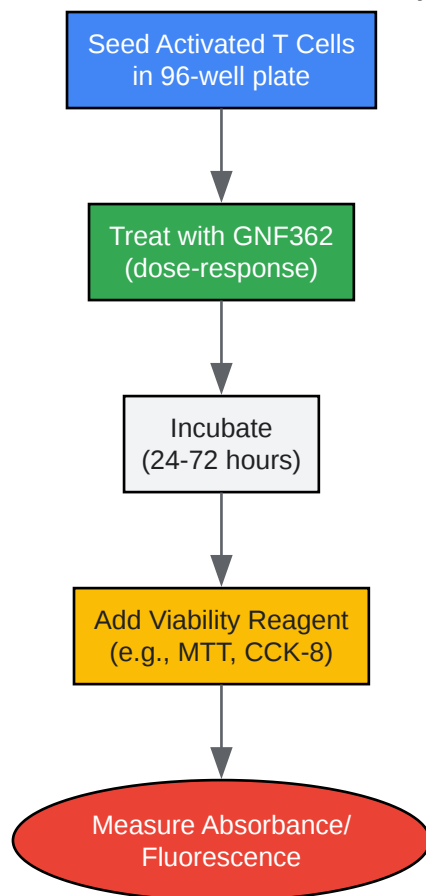 Seed Activated T Cells
in 96-well plate
Treat with GNF362
(dose-response)
Incubate
(24-72 hours)
Add Viability Reagent
(e.g., MTT, CCK-8)
Measure Absorbance/
Fluorescence